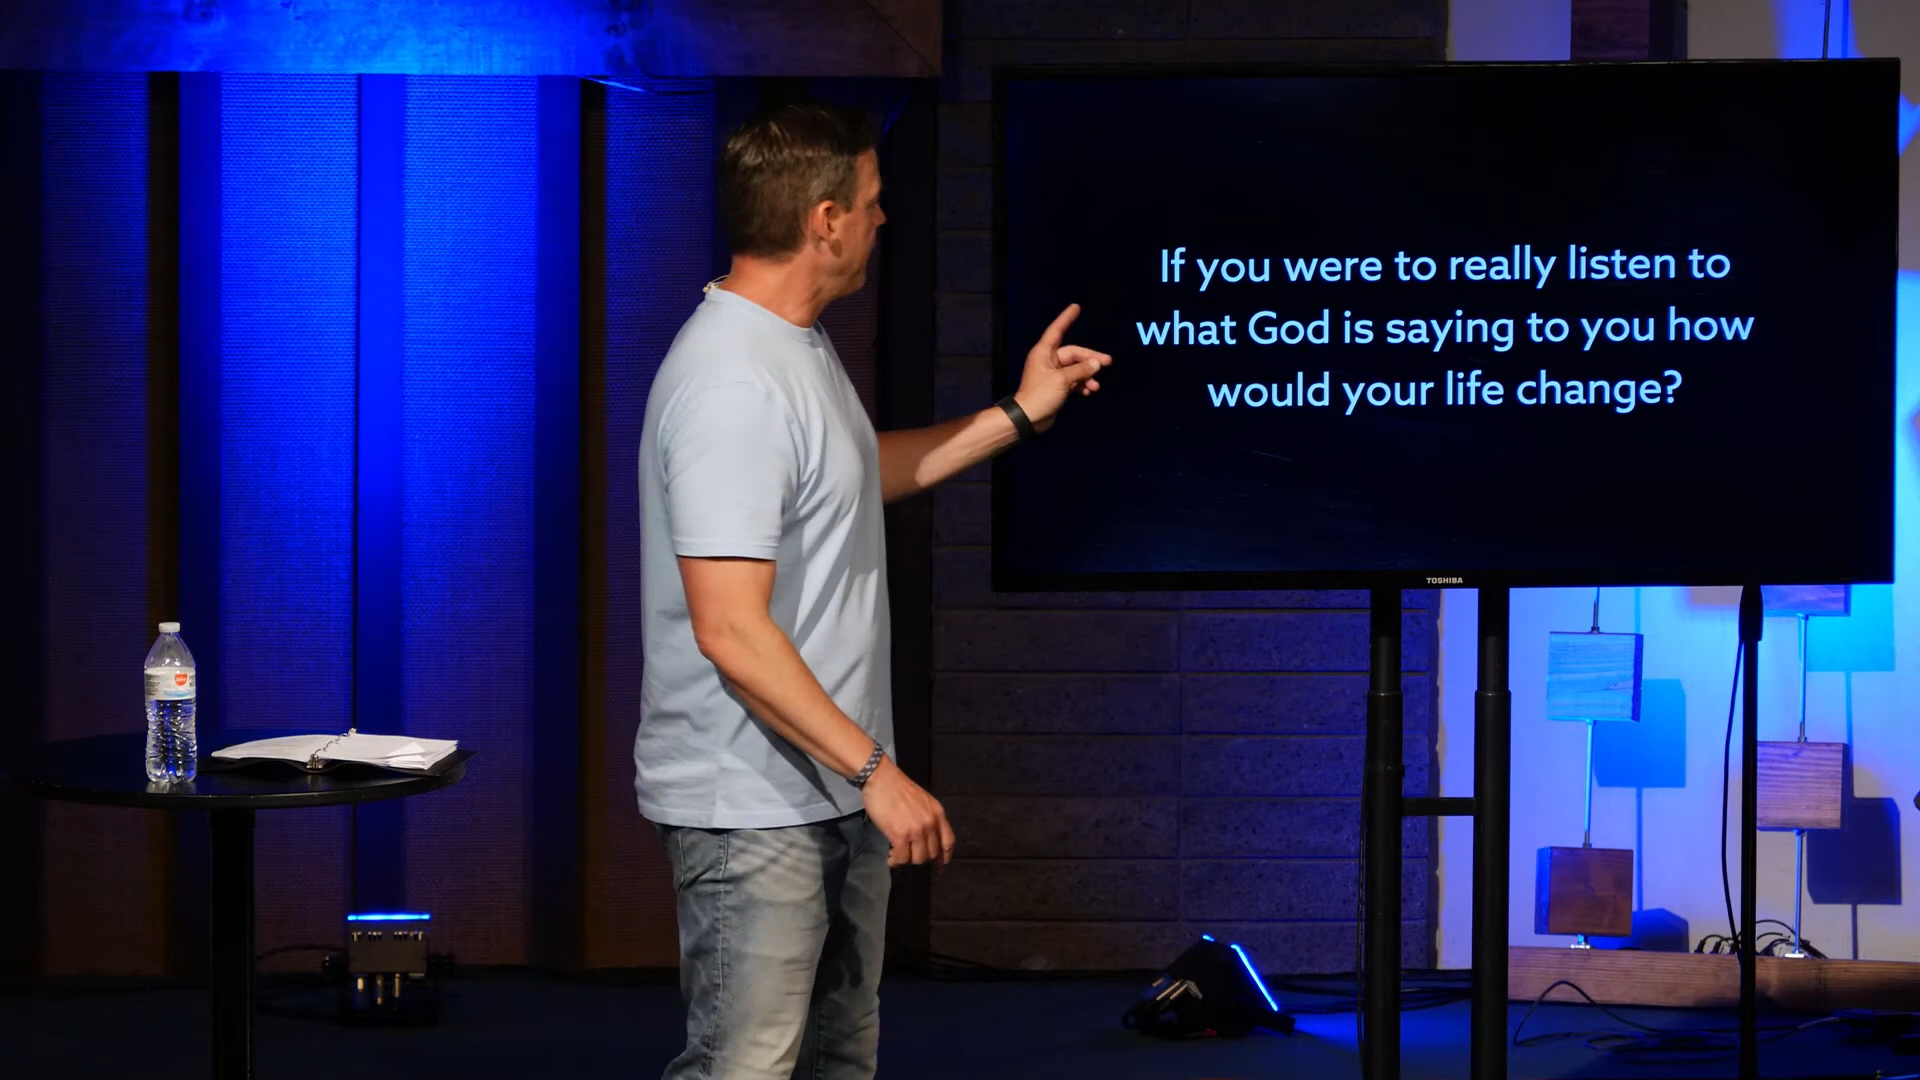 If you were to really listen to
what God is saying to you how
would your life change?
TOSHIBA